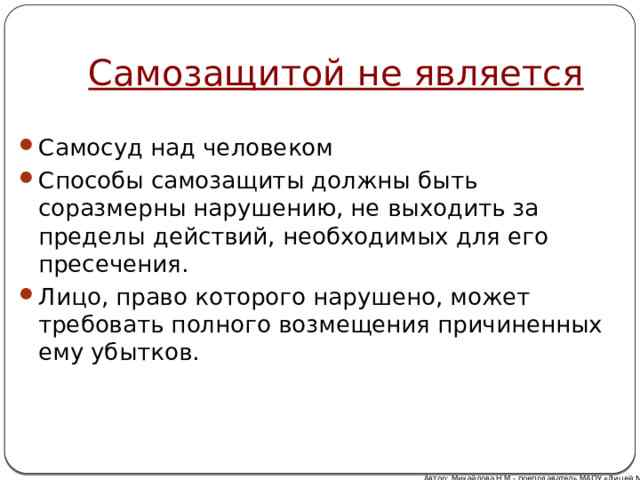 Самозащитой не является
Самосуд над человеком
Способы самозащиты должны быть
соразмерны нарушению, не выходить за
пределы действий, необходимых для его
пресечения.
Лицо, право которого нарушено, может
требовать полного возмещения причиненных
ему убытков.
Автор: Михайлова Н.М.- преподаватель МАОУ «Лицей